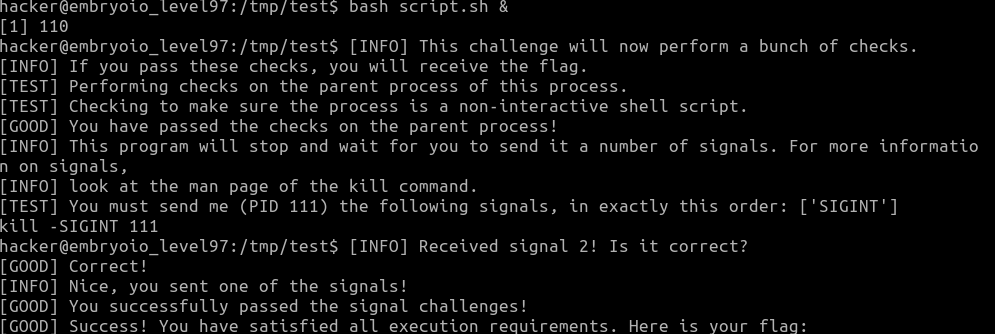 hacker@embryoio_level97:/tmp/test$ bash script.sh &
[1] 110
hacker@embryoio_level97:/tmp/test$ [INFO] This challenge will now perform a bunch of checks.
[INFO] If you pass these checks, you will receive the flag.
[TEST] Performing checks on the parent process of this process.
[TEST] Checking to make sure the process is a non-interactive shell script.
[GOOD] You have passed the checks on the parent process!
[INFO] This program will stop and wait for you to send it a number of signals. For more informatio
n on signals,
[INFO] look at the man page of the kill command.
[TEST] You must send me (PID 111) the following signals, in exactly this order: ['SIGINT']
kill -SIGINT 111
hacker@embryoio_level97:/tmp/test$ [INFO] Received signal 2! Is it correct?
[GOOD] Correct!
[INFO] Nice, you sent one of the signals!
[GOOD] You successfully passed the signal challenges!
[GOOD] Success! You have satisfied all execution requirements. Here is your flag: